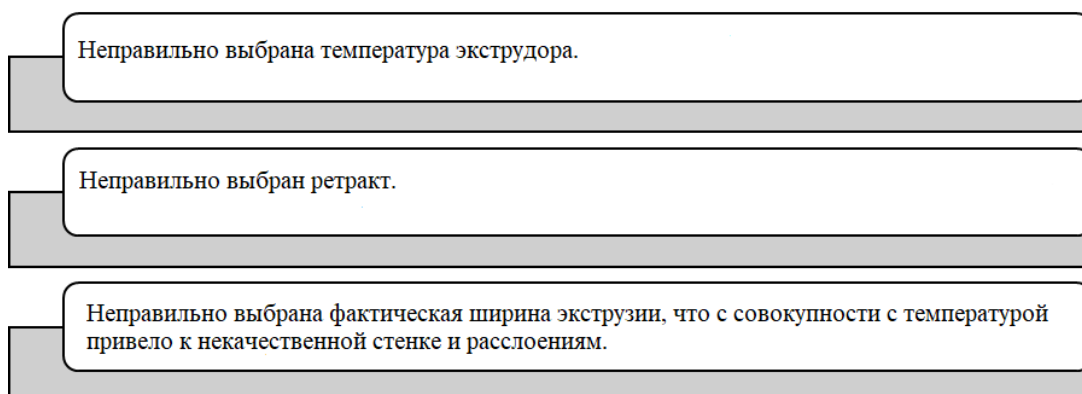 Неправильно выбрана температура экструдора.
Неправильно выбран ретракт.
Неправильно выбрана фактическая ширина экструзии, что с совокупности с температурой
привело к некачественной стенке и расслоениям.